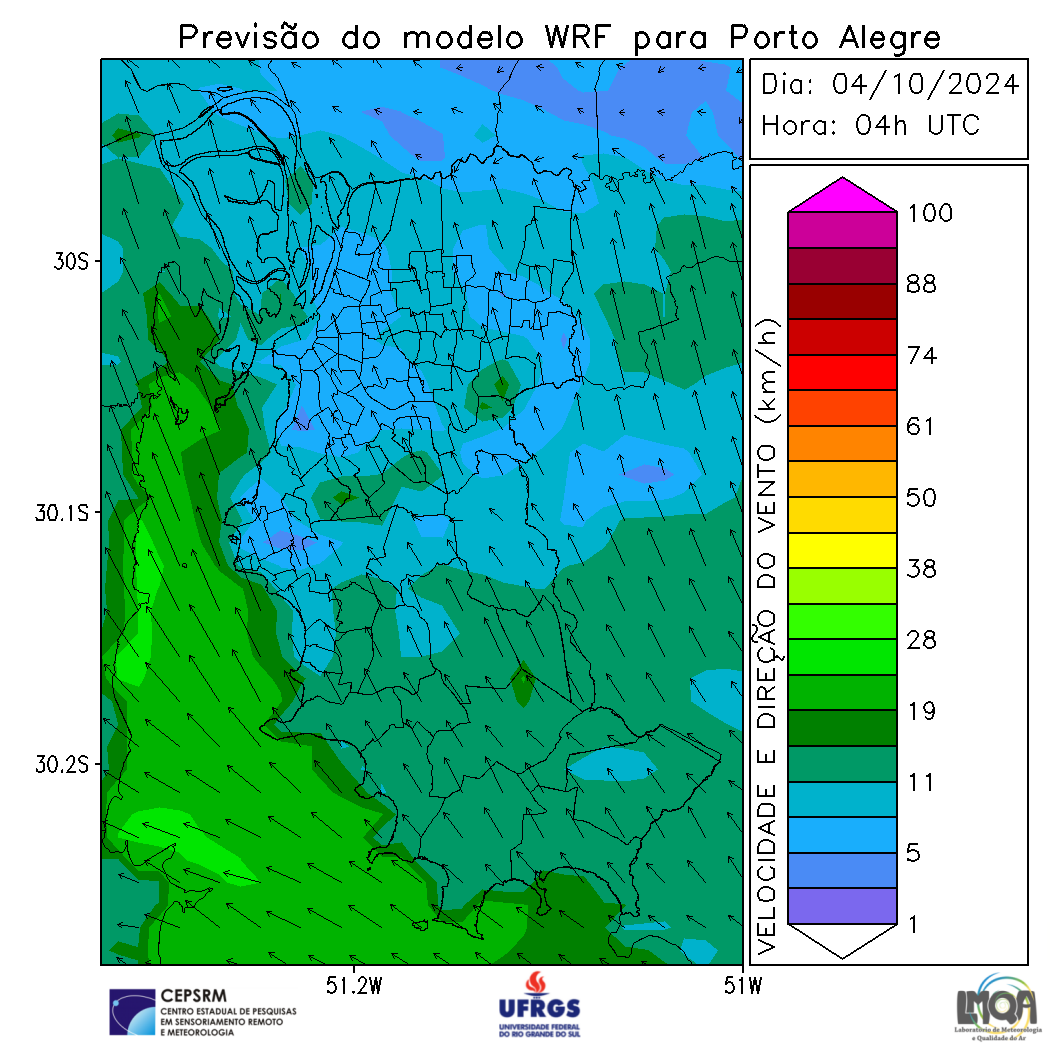 Previsão do modelo WRF para Porto Alegre
Dia: 04/10/2024
Hora: 04h UTC
30S
30.1S
30.2S
51.2W
51W
VELOCIDADE E DIREÇÃO DO VENTO (km/h)
100
88
74
61
50
38
28
19
11
5
1
CEPSRM
CENTRO ESTADUAL DE PESQUISAS
EM SENSORIAMENTO REMOTO
E METEOROLOGIA
UFRGS
UNIVERSIDADE FEDERAL
DO RIO GRANDE DO SUL
LMQA
Laboratório de Meteorologia
e Qualidade do Ar